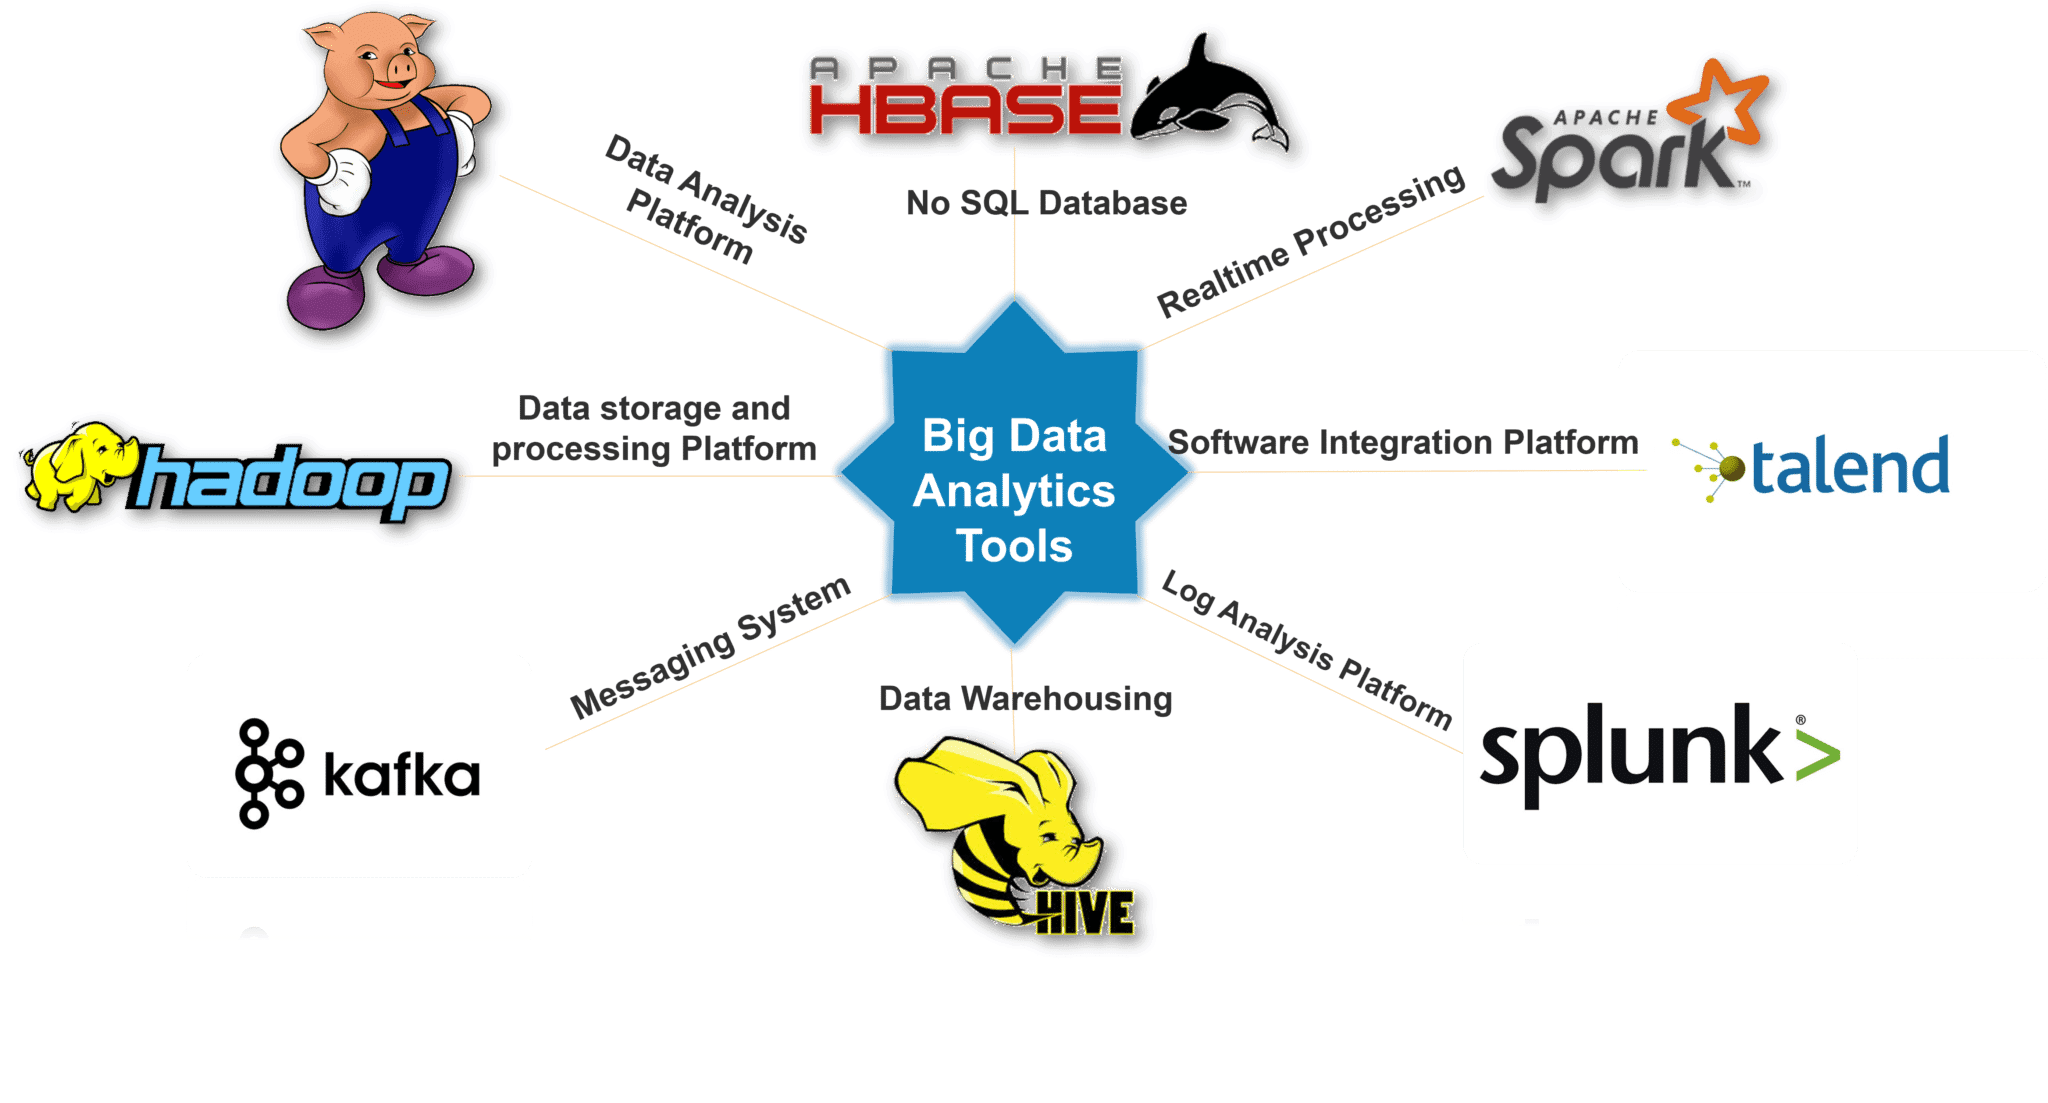 APACHE
HBASE
APACHE
Spark™
Data Analysis
Platform
No SQL Database
Realtime Processing
hadoop
Data storage and
processing Platform
Big Data
Analytics
Tools
Software Integration Platform
talend
Messaging System
Log Analysis Platform
Data Warehousing
kafka
HIVE
splunk®>